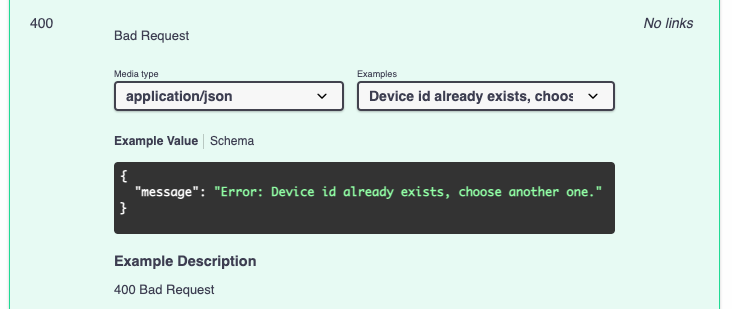 400
No links
Bad Request
Media type
Examples
application/json
Device id already exists, choos
Example Value
Schema
{
"message": "Error: Device id already exists, choose another one."
}
Example Description
400 Bad Request